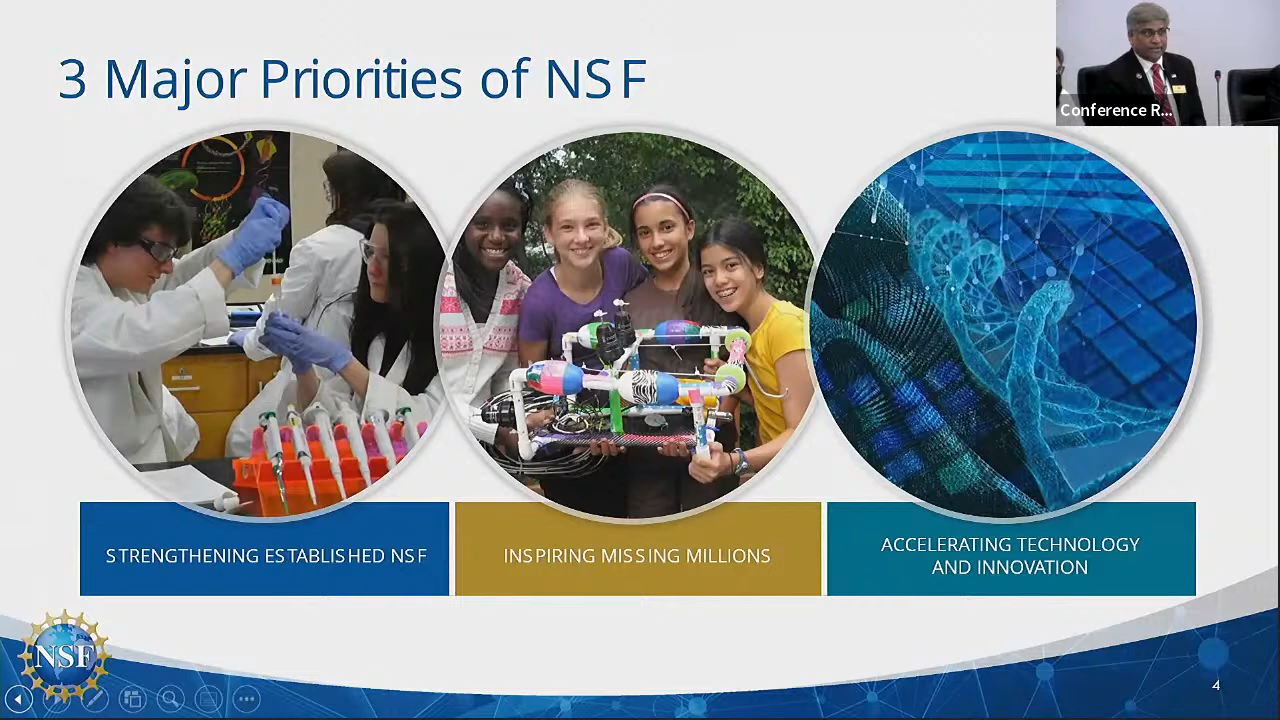 3 Major Priorities of NSF
Conference R...
STRENGTHENING ESTABLISHED NSF
INSPIRING MISSING MILLIONS
ACCELERATING TECHNOLOGY
AND INNOVATION
NSF
4